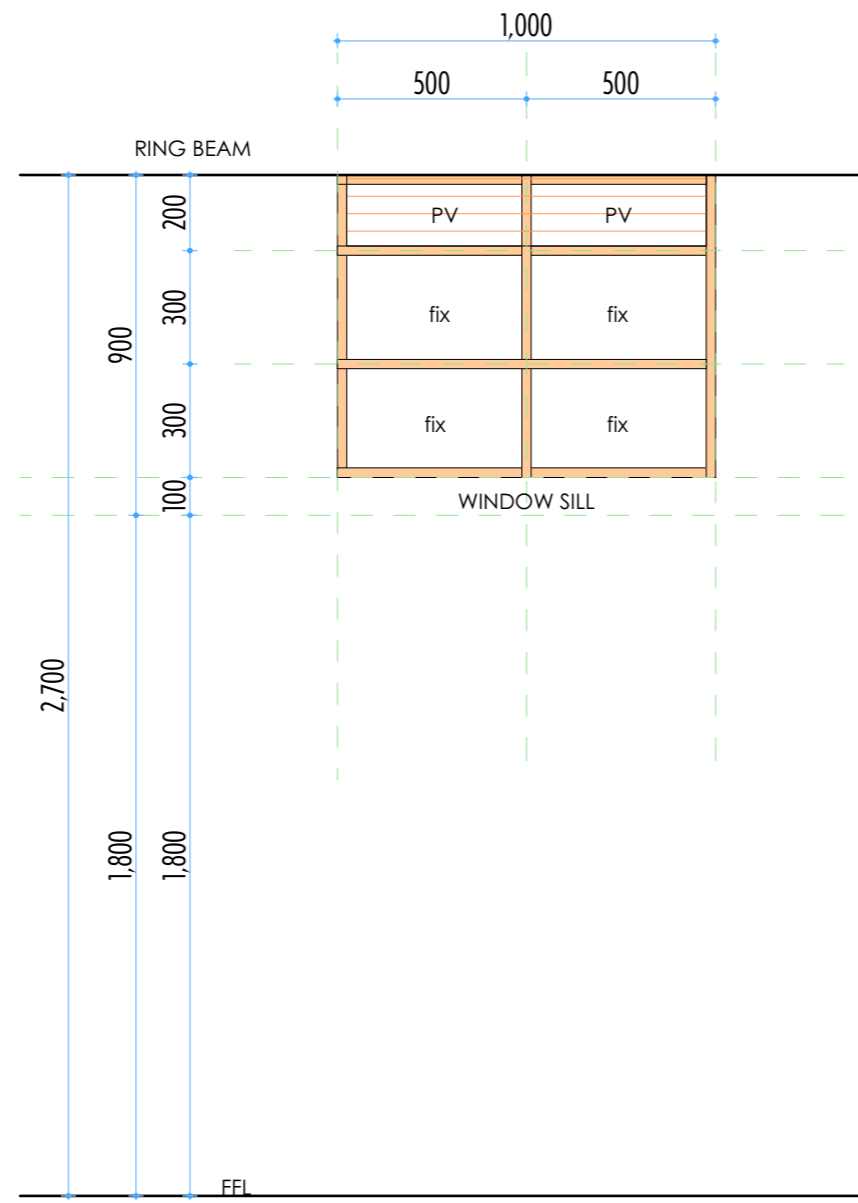 1,000
500 500
RING BEAM
200
PV PV
300
fix fix
900
300
fix fix
100
WINDOW SILL
2,700
1,800 1,800
FFL